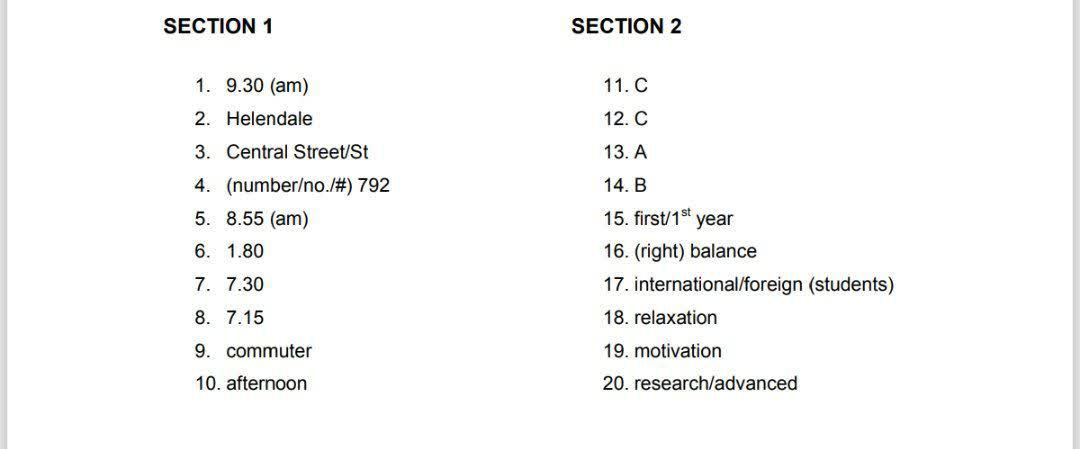 SECTION 1
1. 9.30 (am)
2. Helendale
3. Central Street/St
4. (number/no./#) 792
5. 8.55 (am)
6. 1.80
7. 7.30
8. 7.15
9. commuter
10. afternoon
SECTION 2
11. C
12. C
13. A
14. B
15. first/1st year
16. (right) balance
17. international/foreign (students)
18. relaxation
19. motivation
20. research/advanced